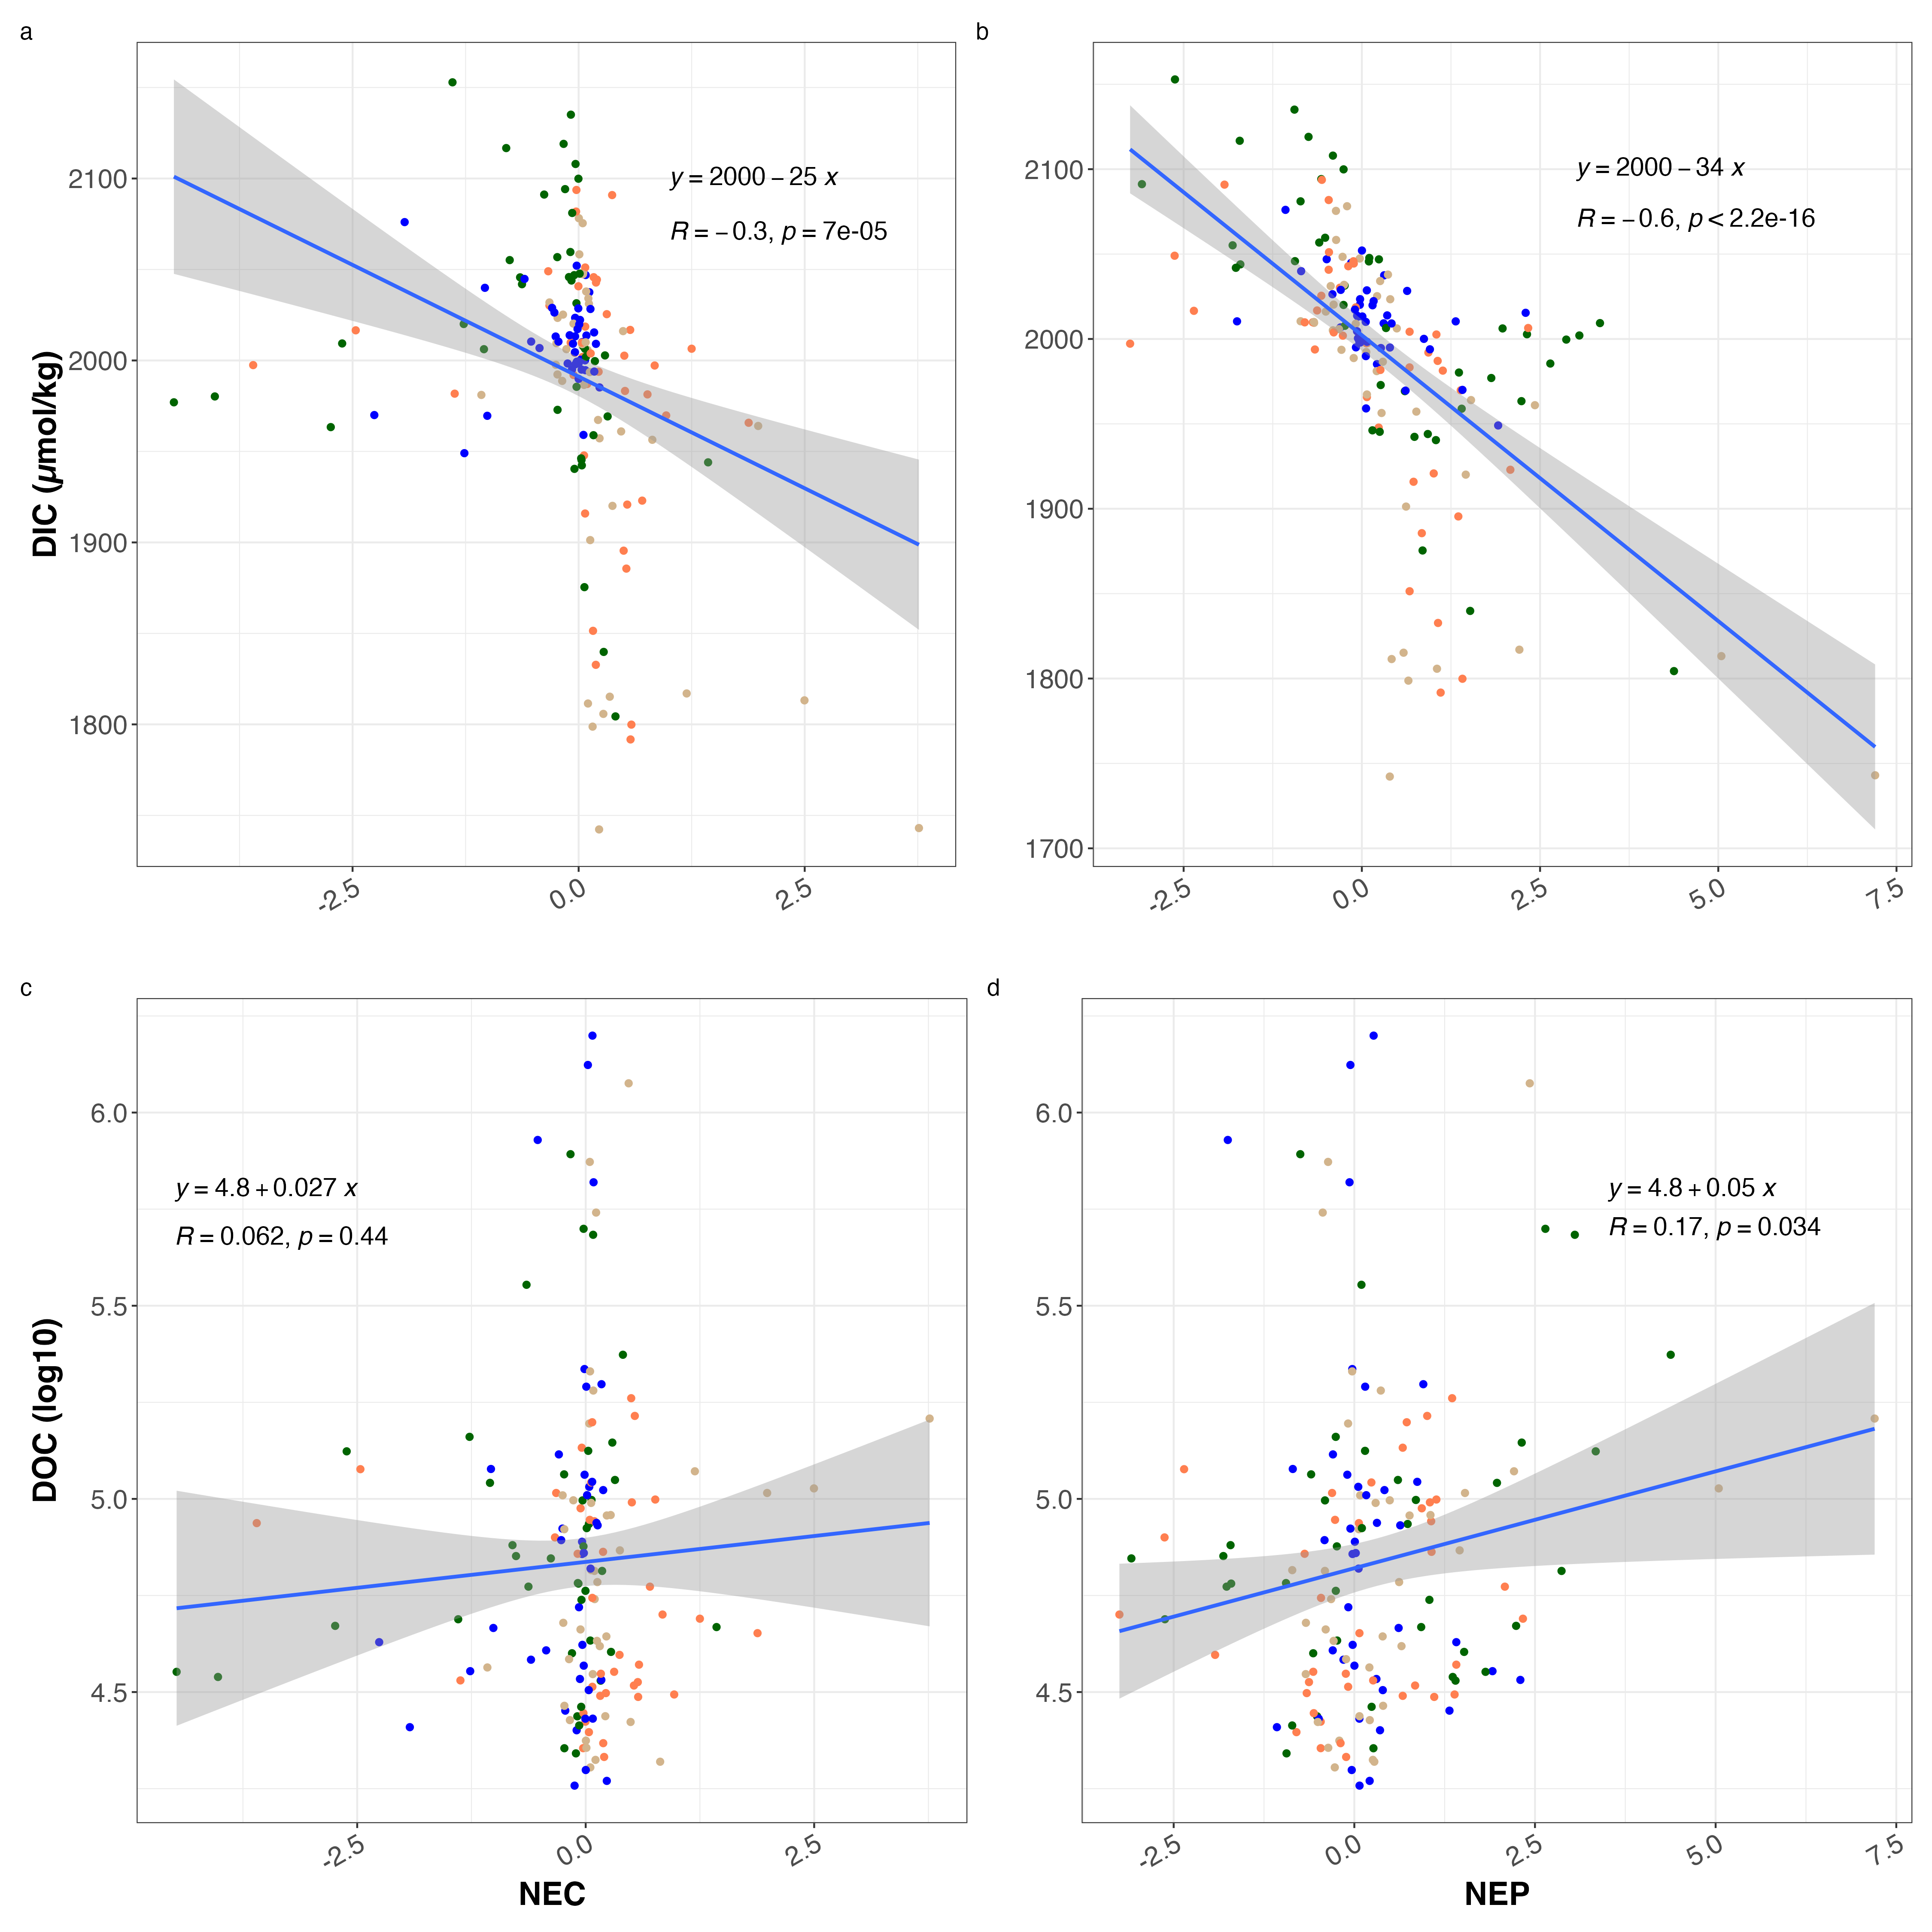 a
y = 2000 − 25 x
R = −0.3, p = 7e-05
DIC (µmol/kg)
2100
2000
1900
1800
-2.5
0.0
2.5
b
y = 2000 − 34 x
R = −0.6, p < 2.2e-16
2100
2000
1900
1800
1700
-2.5
0.0
2.5
5.0
7.5
c
y = 4.8 + 0.027 x
R = 0.062, p = 0.44
DOC (log10)
6.0
5.5
5.0
4.5
-2.5
0.0
2.5
NEC
d
y = 4.8 + 0.05 x
R = 0.17, p = 0.034
6.0
5.5
5.0
4.5
-2.5
0.0
2.5
5.0
7.5
NEP